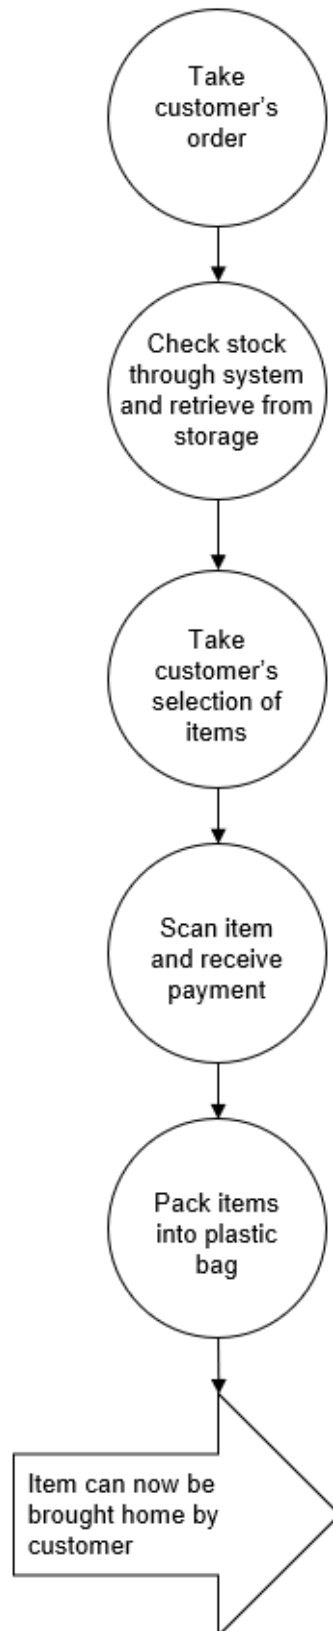 Take
customer's
order
Check stock
through system
and retrieve from
storage
Take
customer's
selection of
items
Scan item
and receive
payment
Pack items
into plastic
bag
Item can now be
brought home by
customer